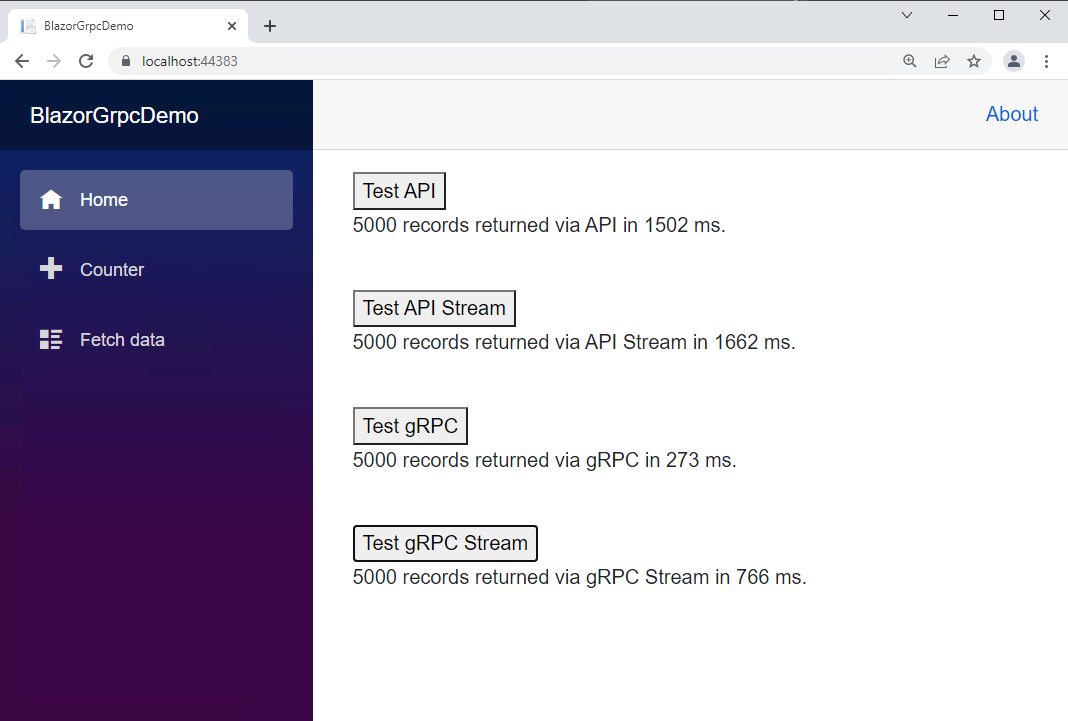 BlazorGrpcDemo
localhost:44383
BlazorGrpcDemo
About
Home
Counter
Fetch data
Test API
5000 records returned via API in 1502 ms.
Test API Stream
5000 records returned via API Stream in 1662 ms.
Test gRPC
5000 records returned via gRPC in 273 ms.
Test gRPC Stream
5000 records returned via gRPC Stream in 766 ms.